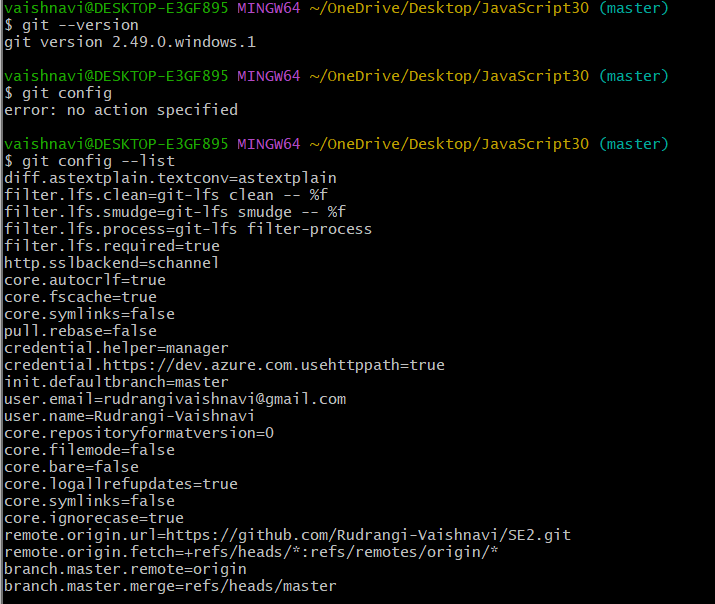 vaishnavi@DESKTOP-E3GF895 MINGW64 ~/OneDrive/Desktop/JavaScript30 (master)
$ git --version
git version 2.49.0.windows.1
vaishnavi@DESKTOP-E3GF895 MINGW64 ~/OneDrive/Desktop/JavaScript30 (master)
$ git config
error: no action specified
vaishnavi@DESKTOP-E3GF895 MINGW64 ~/OneDrive/Desktop/JavaScript30 (master)
$ git config --list
diff.astextplain.textconv=astextplain
filter.lfs.clean=git-lfs clean -- %f
filter.lfs.smudge=git-lfs smudge -- %f
filter.lfs.process=git-lfs filter-process
filter.lfs.required=true
http.sslbackend=schannel
core.autocrlf=true
core.fscache=true
core.symlinks=false
pull.rebase=false
credential.helper=manager
credential.https://dev.azure.com.usehttppath=true
init.defaultbranch=master
user.email=rudrangivaishnavi@gmail.com
user.name=Rudrangi-Vaishnavi
core.repositoryformatversion=0
core.filemode=false
core.bare=false
core.logallrefupdates=true
core.symlinks=false
core.ignorecase=true
remote.origin.url=https://github.com/Rudrangi-Vaishnavi/SE2.git
remote.origin.fetch=+refs/heads/*:refs/remotes/origin/*
branch.master.remote=origin
branch.master.merge=refs/heads/master